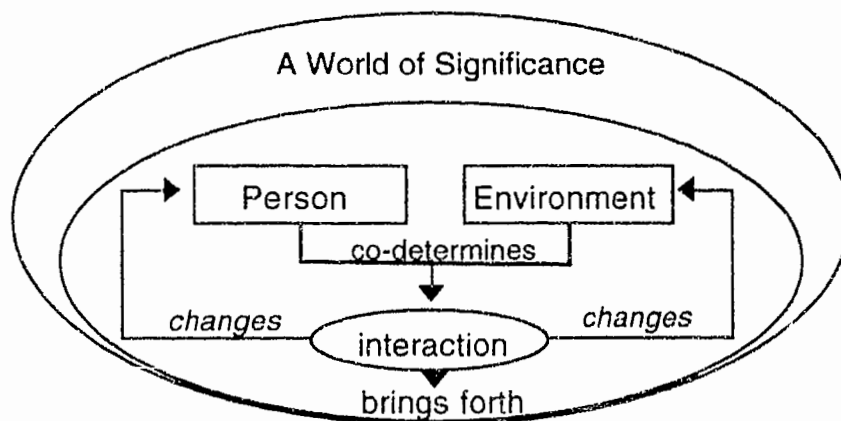 A World of Significance
Person Environment
co-determines
changes changes
interaction
brings forth